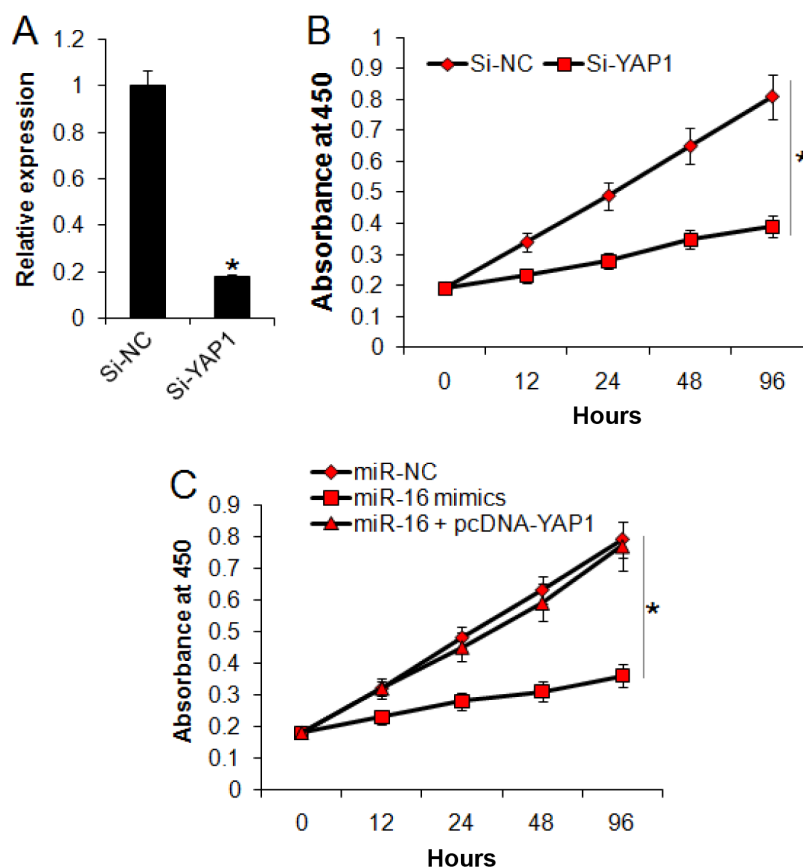 A
Relative expression
1.2
1
0.8
0.6
0.4
0.2
0
*
Si-NC
Si-YAP1
B
Si-NC Si-YAP1
Absorbance at 450
1
0.9
0.8
0.7
0.6
0.5
0.4
0.3
0.2
0.1
0
*
0 12 24 48 96
Hours
C
miR-NC
miR-16 mimics
miR-16 + pcDNA-YAP1
Absorbance at 450
0.9
0.8
0.7
0.6
0.5
0.4
0.3
0.2
0.1
0
*
0 12 24 48 96
Hours